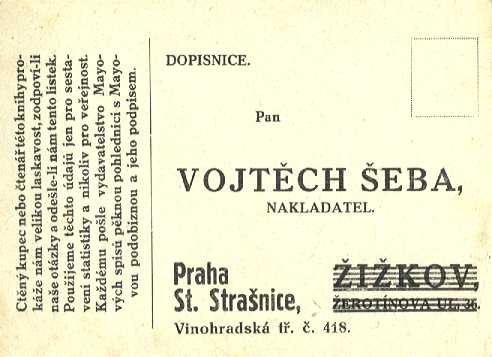 Ctěný kupec nebo čtenář této knihy pro-
káže nám velikou laskavost, zodpoví-li
naše otázky a odešle-li nám tento lístek.
Použijeme těchto údajů jen pro sesta-
vení statistiky a nikoliv pro veřejnost.
Každému pošle vydavatelstvo Mayo-
vých spisů pěknou pohlednici s Mayo-
vou podobiznou a jeho podpisem.
DOPISNICE.
Pan
VOJTĚCH ŠEBA,
NAKLADATEL.
Praha
St. Strašnice,
Vinohradská tř. č. 418.
ŽIŽKOV,
ŽEROTÍNOVA UL. 36.